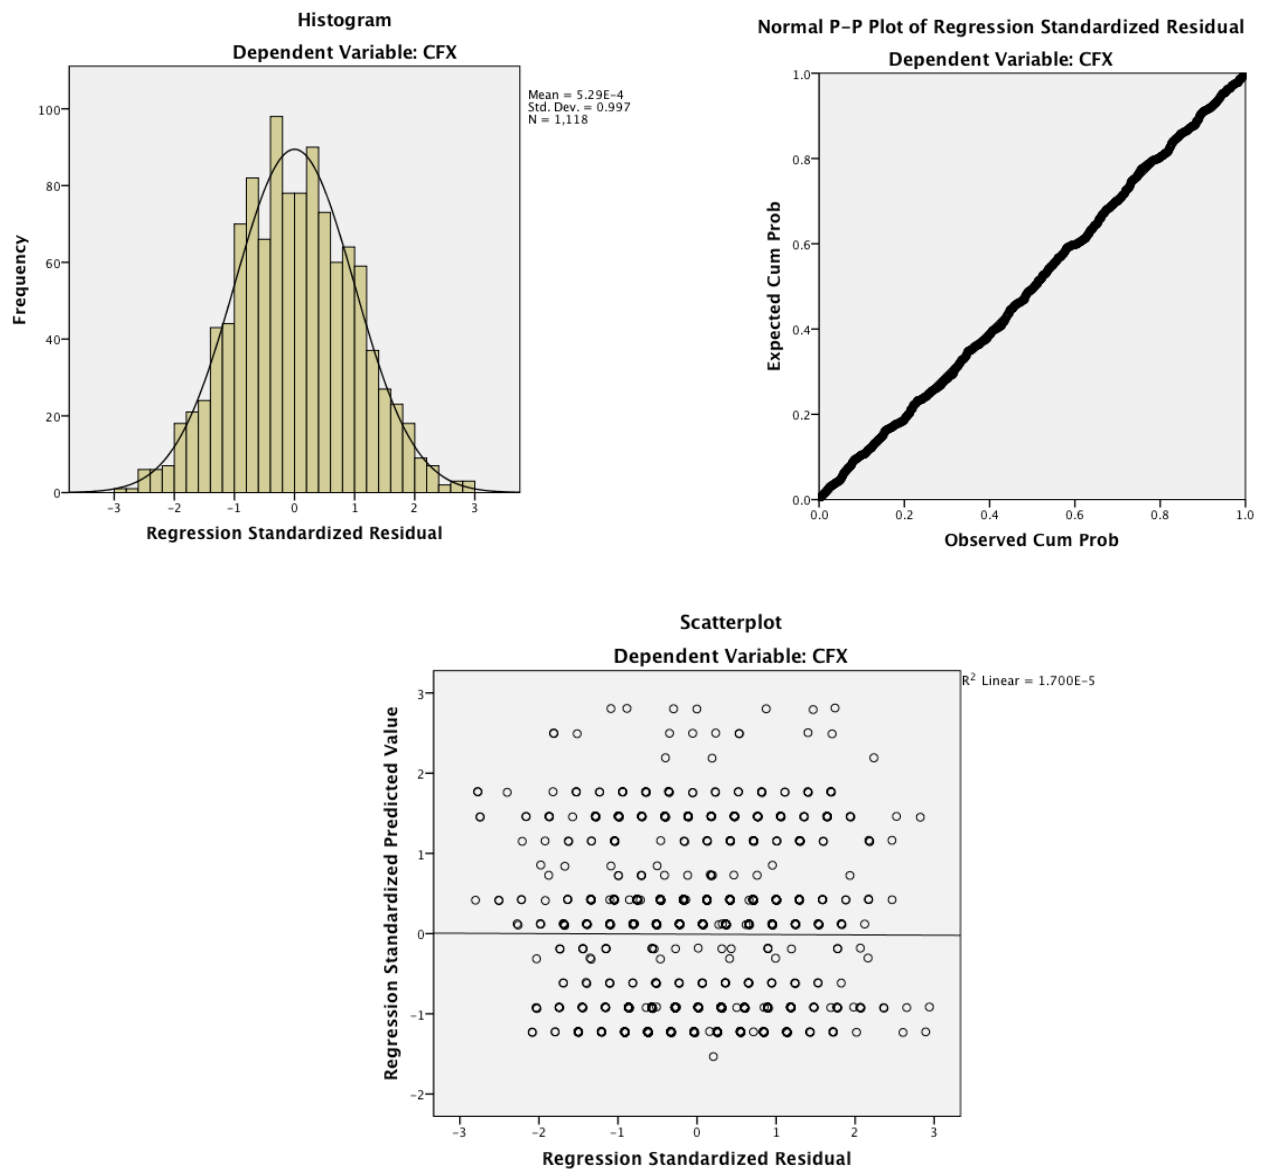 Histogram
Dependent Variable: CFX
Mean = 5.29E-4
Std. Dev. = 0.997
N = 1,118
Frequency
100
80
60
40
20
0
-3 -2 -1 0 1 2 3
Regression Standardized Residual
Normal P-P Plot of Regression Standardized Residual
Dependent Variable: CFX
Expected Cum Prob
1.0
0.8
0.6
0.4
0.2
0.0
0.0 0.2 0.4 0.6 0.8 1.0
Observed Cum Prob
Scatterplot
Dependent Variable: CFX
R² Linear = 1.700E-5
Regression Standardized Predicted Value
3
2
1
0
-1
-2
-3 -2 -1 0 1 2 3
Regression Standardized Residual